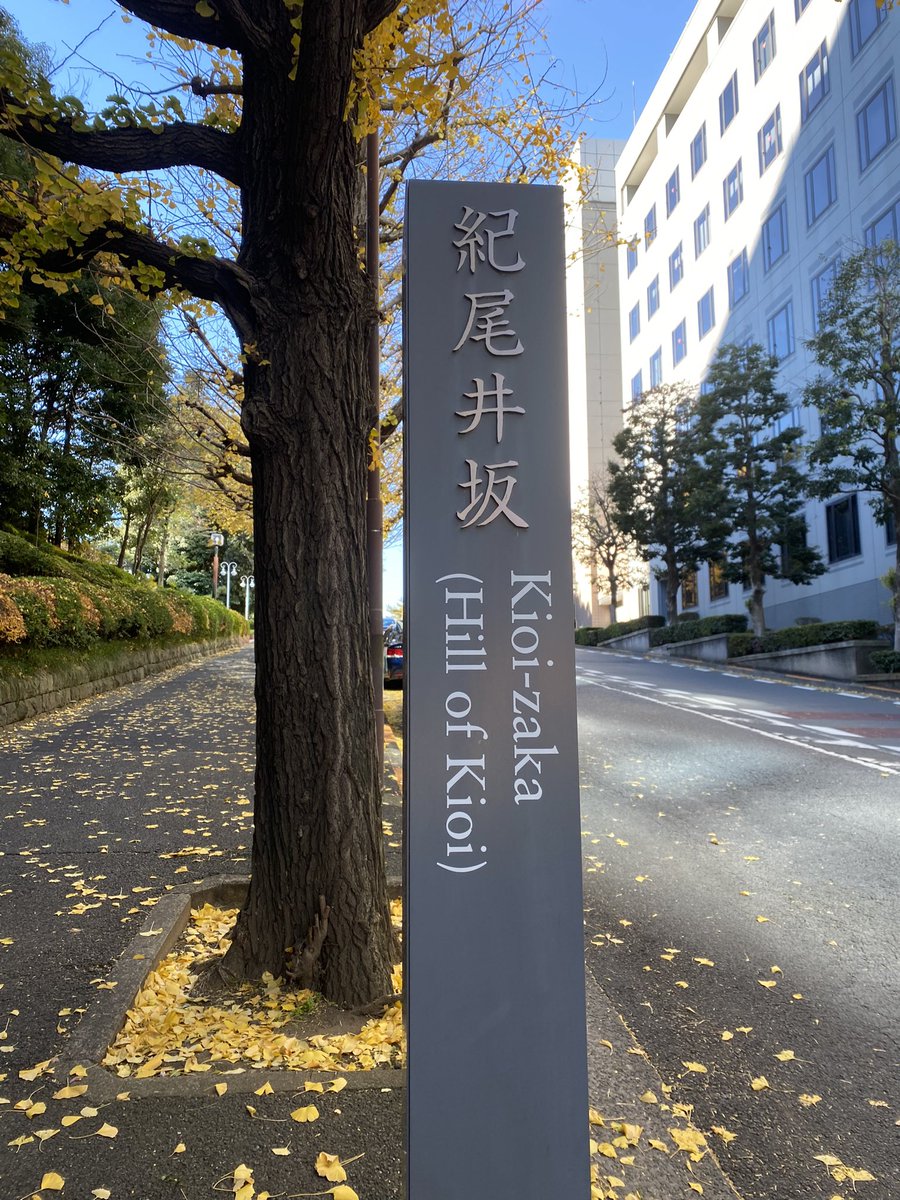 紀尾井坂
Kioi-zaka
(Hill of Kioi)